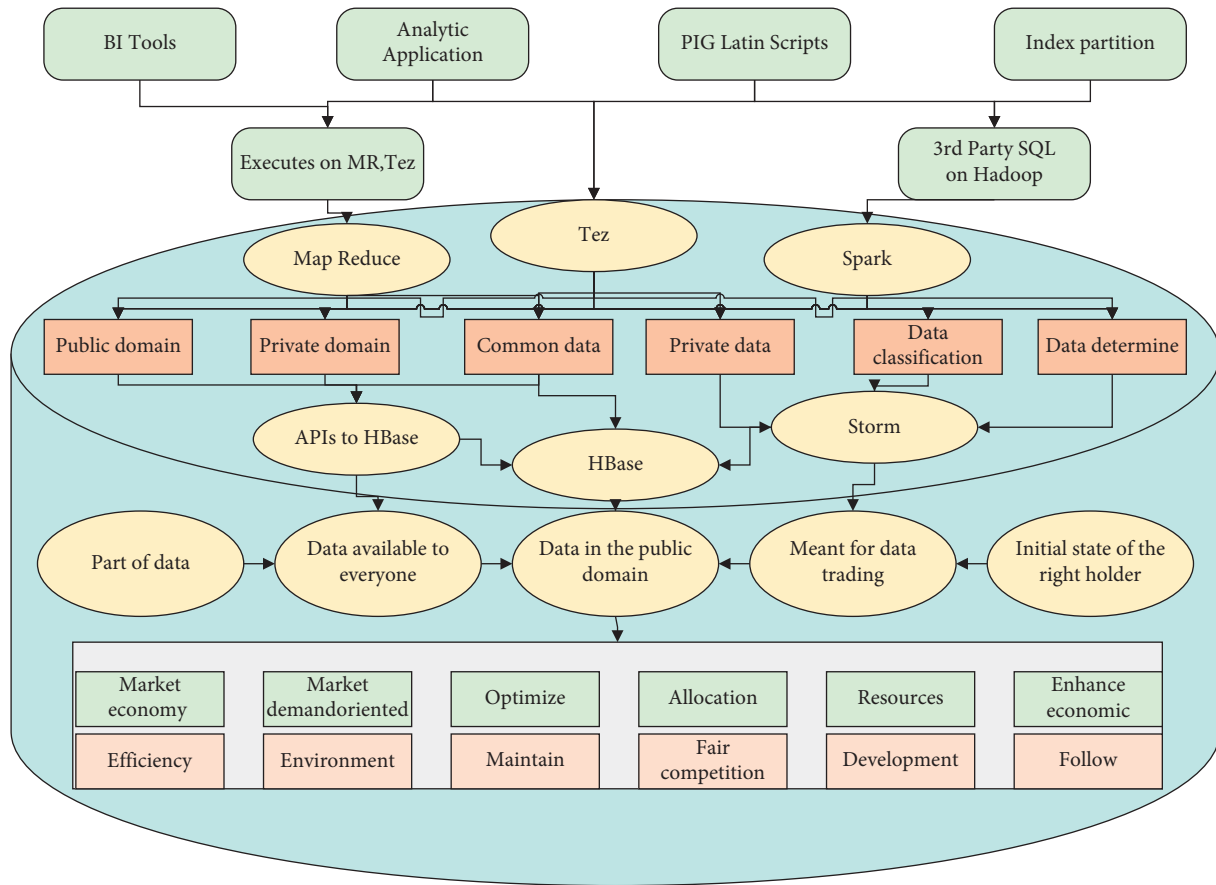 BI Tools
Analytic
Application
PIG Latin Scripts
Index partition
Executes on MR,Tez
3rd Party SQL
on Hadoop
Map Reduce
Tez
Spark
Public domain
Private domain
Common data
Private data
Data
classification
Data determine
APIs to HBase
HBase
Storm
Part of data
Data available to
everyone
Data in the public
domain
Meant for data
trading
Initial state of the
right holder
Market
economy
Market
demandoriented
Optimize
Allocation
Resources
Enhance
economic
Efficiency
Environment
Maintain
Fair
competition
Development
Follow